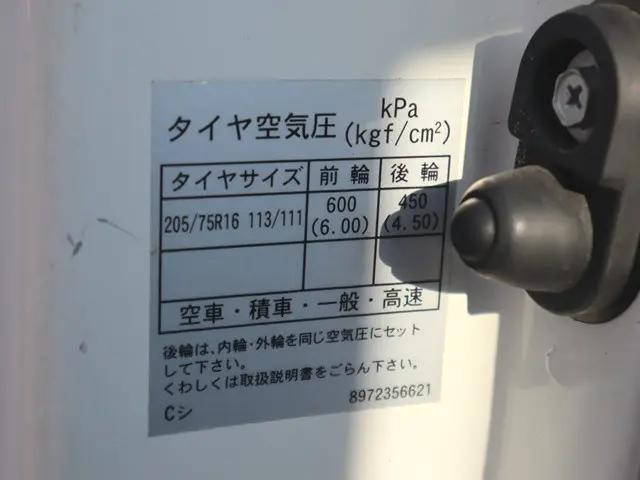 タイヤ空気圧 kPa (kgf/cm²)
タイヤサイズ 前輪 後輪
205/75R16 113/111 600 (6.00) 450 (4.50)
空車・積車・一般・高速
後輪は、内輪・外輪を同じ空気圧にセット
して下さい。
くわしくは取扱説明書をごらん下さい。
8972356621
Cシ